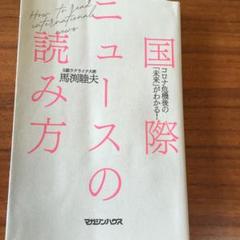 How to read
international
news
国際
ニュースの
読み方
コロナ危機後の
「未来」がわかる!
元駐ウクライナ大使
馬渕睦夫
マガジンハウス